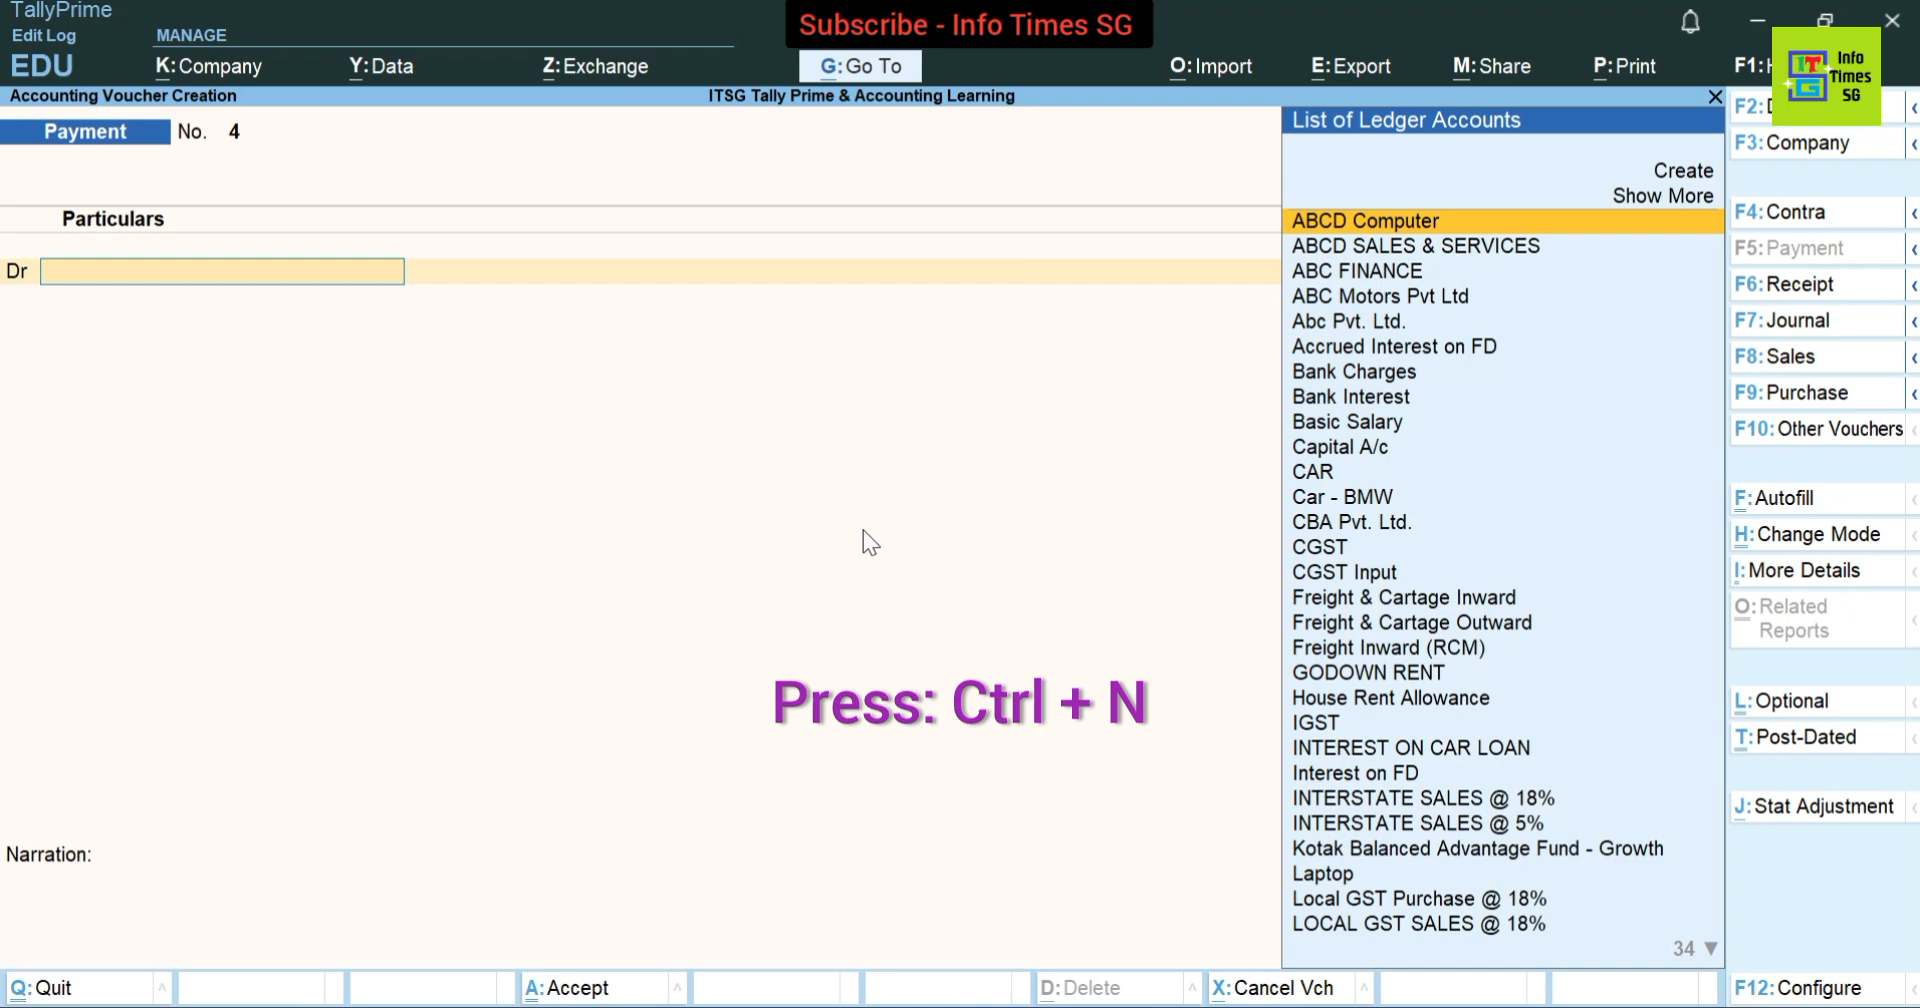 TallyPrime
Edit Log
EDU
MANAGE
Subscribe - Info Times SG
K:Company
Y:Data
Z:Exchange
G:Go To
O:Import
E:Export
M:Share
P:Print
F1:
Info
Times
SG
Accounting Voucher Creation
ITSG Tally Prime & Accounting Learning
Payment No. 4
Particulars
Dr
List of Ledger Accounts
Create
Show More
ABCD Computer
ABCD SALES & SERVICES
ABC FINANCE
ABC Motors Pvt Ltd
Abc Pvt. Ltd.
Accrued Interest on FD
Bank Charges
Bank Interest
Basic Salary
Capital A/c
CAR
Car - BMW
CBA Pvt. Ltd.
CGST
CGST Input
Freight & Cartage Inward
Freight & Cartage Outward
Freight Inward (RCM)
GODOWN RENT
House Rent Allowance
IGST
INTEREST ON CAR LOAN
Interest on FD
INTERSTATE SALES @ 18%
INTERSTATE SALES @ 5%
Kotak Balanced Advantage Fund - Growth
Laptop
Local GST Purchase @ 18%
LOCAL GST SALES @ 18%
34 ▼
Press: Ctrl + N
Narration:
F2:
F3:Company
F4:Contra
F5:Payment
F6:Receipt
F7:Journal
F8:Sales
F9:Purchase
F10:Other Vouchers
F:Autofill
H:Change Mode
I:More Details
O:Related
Reports
L:Optional
T:Post-Dated
J:Stat Adjustment
Q:Quit
A:Accept
D:Delete
X:Cancel Vch
F12:Configure